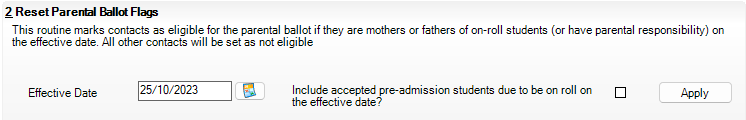 2 Reset Parental Ballot Flags
This routine marks contacts as eligible for the parental ballot if they are mothers or fathers of on-roll students (or have parental responsibility) on
the effective date. All other contacts will be set as not eligible
Effective Date
25/10/2023
Include accepted pre-admission students due to be on roll on
the effective date?
Apply